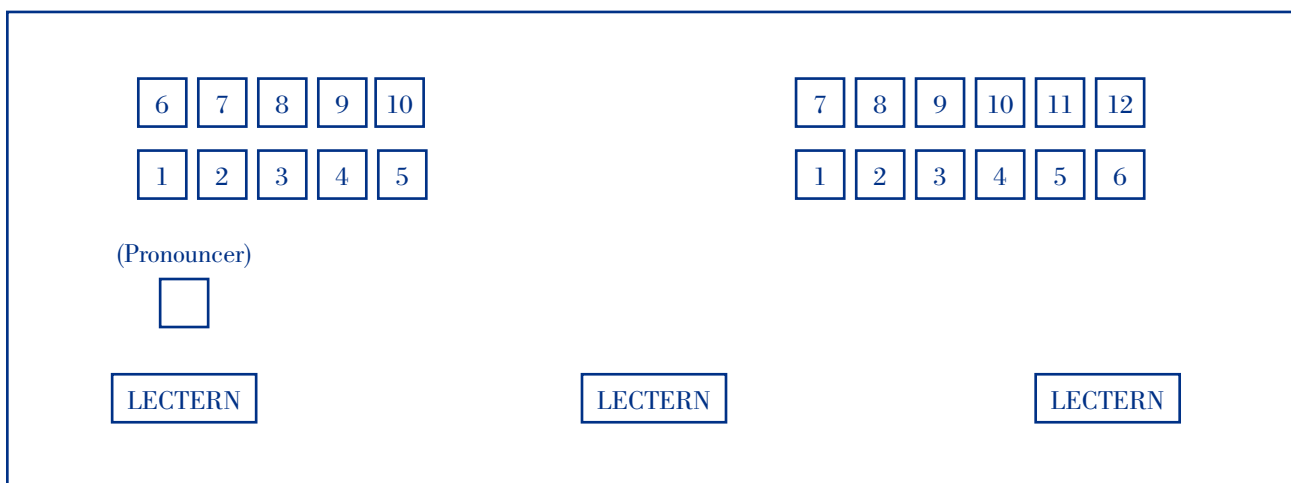 6 7 8 9 10
7 8 9 10 11 12
1 2 3 4 5
1 2 3 4 5 6
(Pronouncer)
LECTERN
LECTERN
LECTERN